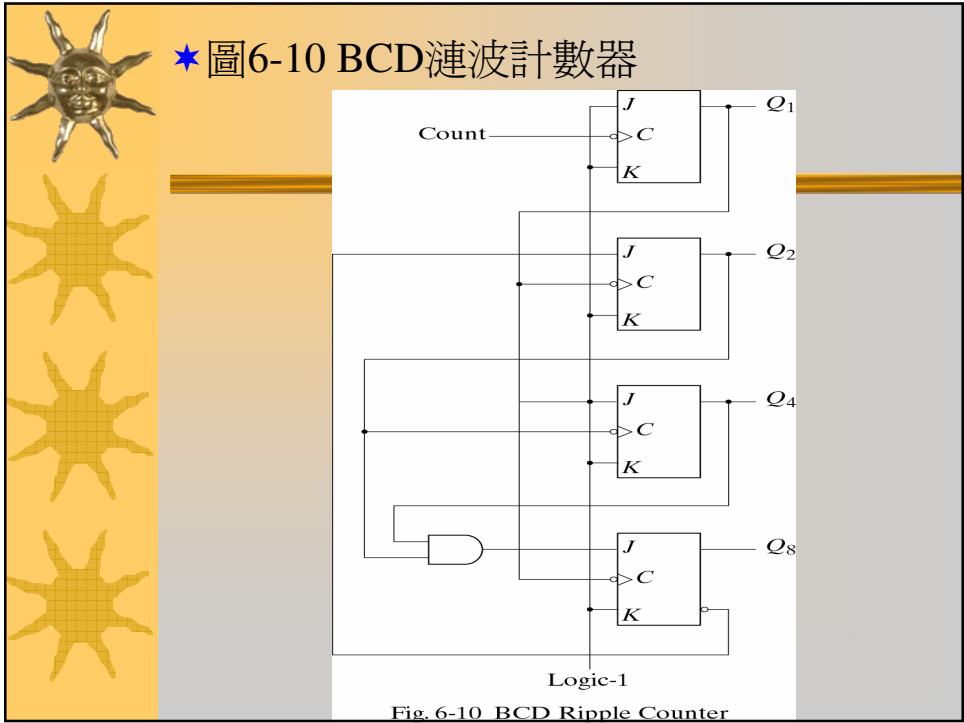 圖6-10 BCD漣波計數器
J
Q1
Count
C
K
J
Q2
C
K
J
Q4
C
K
J
Q8
C
K
Logic-1
Fig. 6-10 BCD Ripple Counter